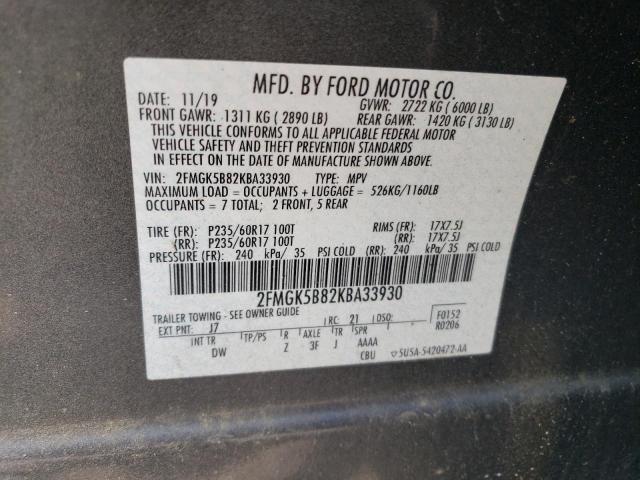 MFD. BY FORD MOTOR CO.
DATE: 11/19 GVWR: 2722 KG ( 6000 LB)
FRONT GAWR: 1311 KG ( 2890 LB) REAR GAWR: 1420 KG ( 3130 LB)
THIS VEHICLE CONFORMS TO ALL APPLICABLE FEDERAL MOTOR
VEHICLE SAFETY AND THEFT PREVENTION STANDARDS
IN EFFECT ON THE DATE OF MANUFACTURE SHOWN ABOVE.
VIN: 2FMGK5B82KBA33930 TYPE: MPV
MAXIMUM LOAD = OCCUPANTS + LUGGAGE = 526KG/1160LB
OCCUPANTS = 7 TOTAL; 2 FRONT, 5 REAR
TIRE (FR): P235/60R17 100T RIMS (FR): 17X7.5J
(RR): P235/60R17 100T (RR): 17X7.5J
PRESSURE (FR): 240 kPa/ 35 PSI COLD (RR): 240 kPa/ 35 PSI COLD
2FMGK5B82KBA33930
TRAILER TOWING - SEE OWNER GUIDE
EXT PNT: J7 RC: 21 DSO: F0152
R0206
INT TR TP/PS R AXLE TR SPR
DW Z 3F J AAAA
CBU 5U5A-5420472-AA